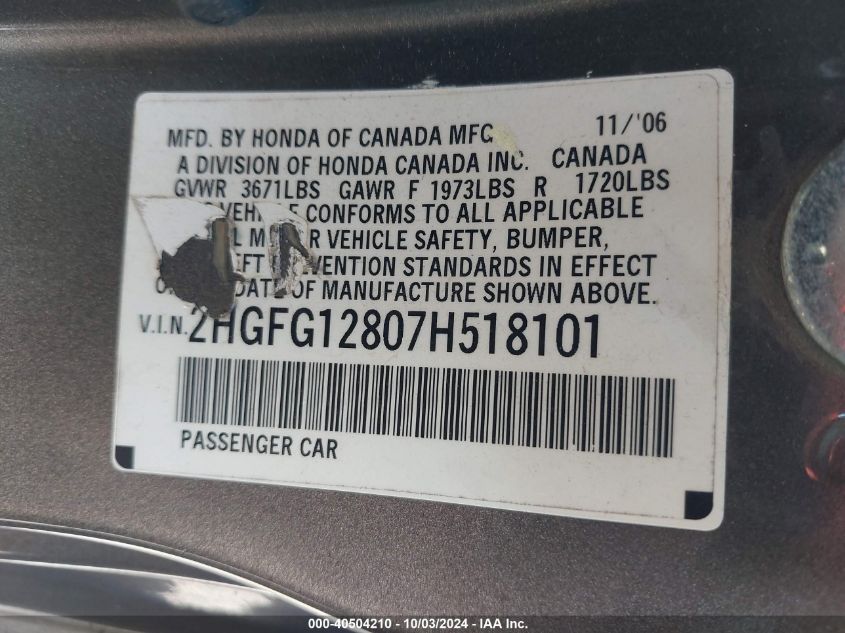 MFD. BY HONDA OF CANADA MFG 11/'06
A DIVISION OF HONDA CANADA INC. CANADA
GVWR 3671LBS GAWR F 1973LBS R 1720LBS
CONFORMS TO ALL APPLICABLE
VEHICLE SAFETY, BUMPER,
STANDARDS IN EFFECT
OF MANUFACTURE SHOWN ABOVE.
V.I.N. 2HGFG12807H518101
PASSENGER CAR
000-40504210 - 10/03/2024 - IAAI Inc.